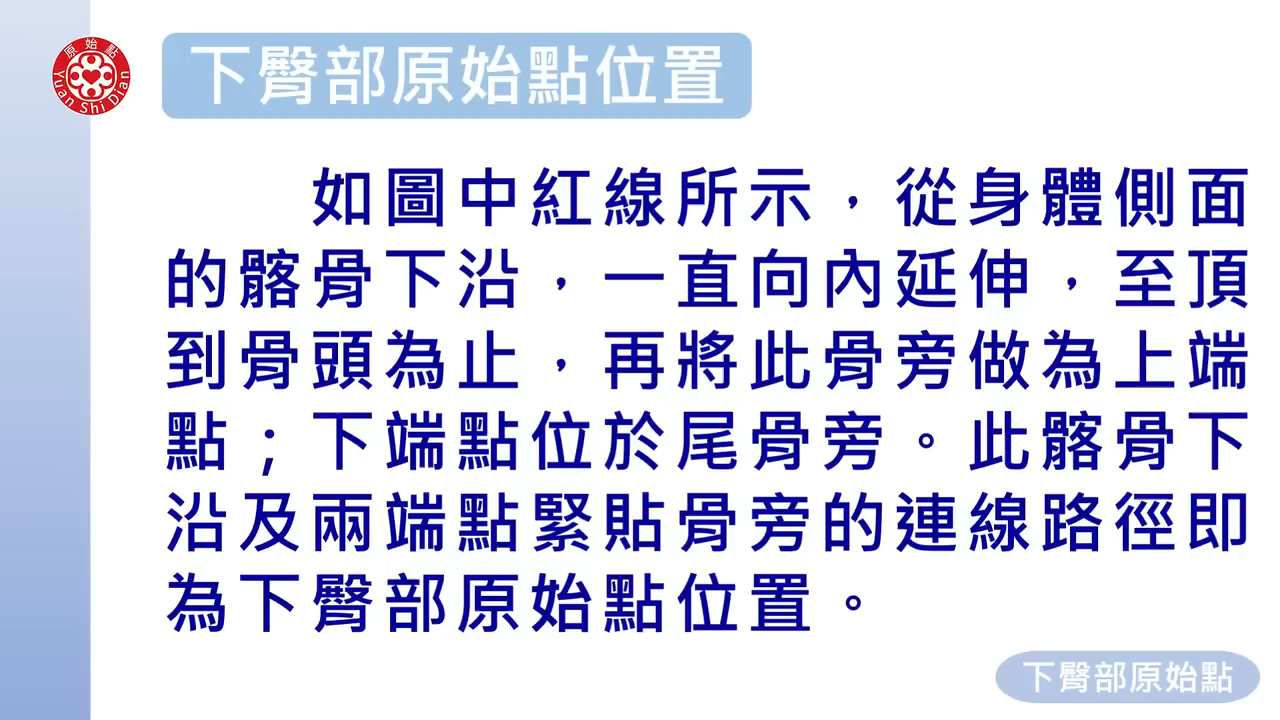 原始點
Yuan Shi Dian
下臀部原始點位置
如圖中紅線所示，從身體側面
的髂骨下沿，一直向內延伸，至頂
到骨頭為止，再將此骨旁做為上端
點；下端點位於尾骨旁。此髂骨下
沿及兩端點緊貼骨旁的連線路徑即
為下臀部原始點位置。
下臀部原始點